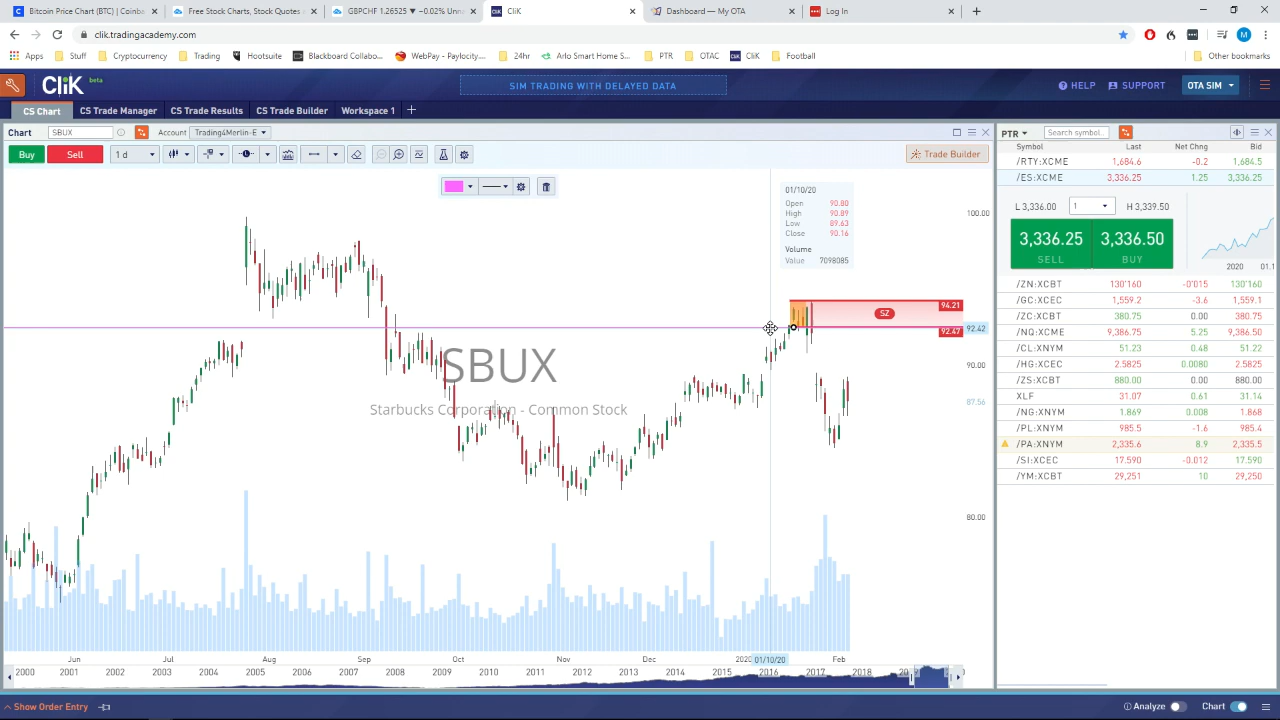 Bitcoin Price Chart (BTC) | Coinb
Free Stock Charts, Stock Quotes
GBPCHF 1.26525 ▼ −0.02% Unn
CliK
Dashboard — My OTA
Log In
clik.tradingacademy.com
Apps Stuff Cryptocurrency Trading Hootsuite Blackboard Collabo... WebPay - Paylocity... 24hr Arlo Smart Home S... PTR OTAC CliK Football Other bookmarks
CliK beta
SIM TRADING WITH DELAYED DATA
HELP SUPPORT OTA SIM
CS Chart CS Trade Manager CS Trade Results CS Trade Builder Workspace 1
Chart SBUX Account Trading4Merlin-E
PTR Search symbol...
Buy Sell 1 d Trade Builder
Symbol Last Net Chng Bid
/RTY:XCME 1,684.6 -0.2 1,684.5
/ES:XCME 3,336.25 1.25 3,336.25
L 3,336.00 1 H 3,339.50
3,336.25 3,336.50
SELL BUY
2020 01.1
/ZN:XCBT 130'160 -0'015 130'160
/GC:XCEC 1,559.2 -3.6 1,559.1
/ZC:XCBT 380.75 0.00 380.75
/NQ:XCME 9,386.75 5.25 9,386.50
/CL:XNYM 51.23 0.48 51.22
/HG:XCEC 2.5825 0.0080 2.5825
/ZS:XCBT 880.00 0.00 880.00
XLF 31.07 0.61 31.14
/NG:XNYM 1.869 0.008 1.868
/PL:XNYM 985.5 -1.6 985.4
/PA:XNYM 2,335.6 8.9 2,335.5
/SI:XCEC 17.590 -0.012 17.590
/YM:XCBT 29,251 10 29,250
01/10/20
Open 90.80
High 90.89
Low 89.63
Close 90.16
Volume
Value 7098085
100.00
94.21
SZ
92.47
92.42
90.00
87.56
80.00
SBUX
Starbucks Corporation - Common Stock
Jun Jul Aug Sep Oct Nov Dec 2020 01/10/20 Feb
2000 2001 2002 2003 2004 2005 2006 2007 2008 2009 2010 2011 2012 2013 2014 2015 2016 2017 2018
Show Order Entry
Analyze Chart